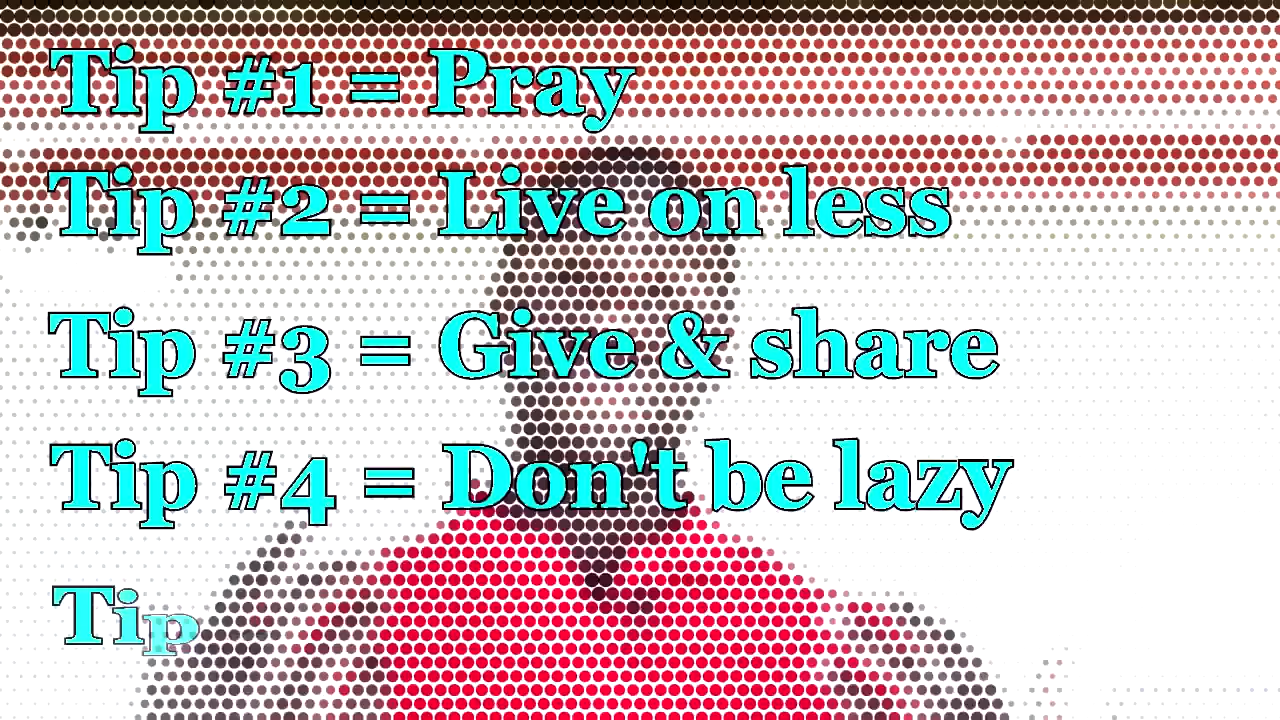 Tip #1 = Pray
Tip #2 = Live on less
Tip #3 = Give & share
Tip #4 = Don't be lazy
Tip